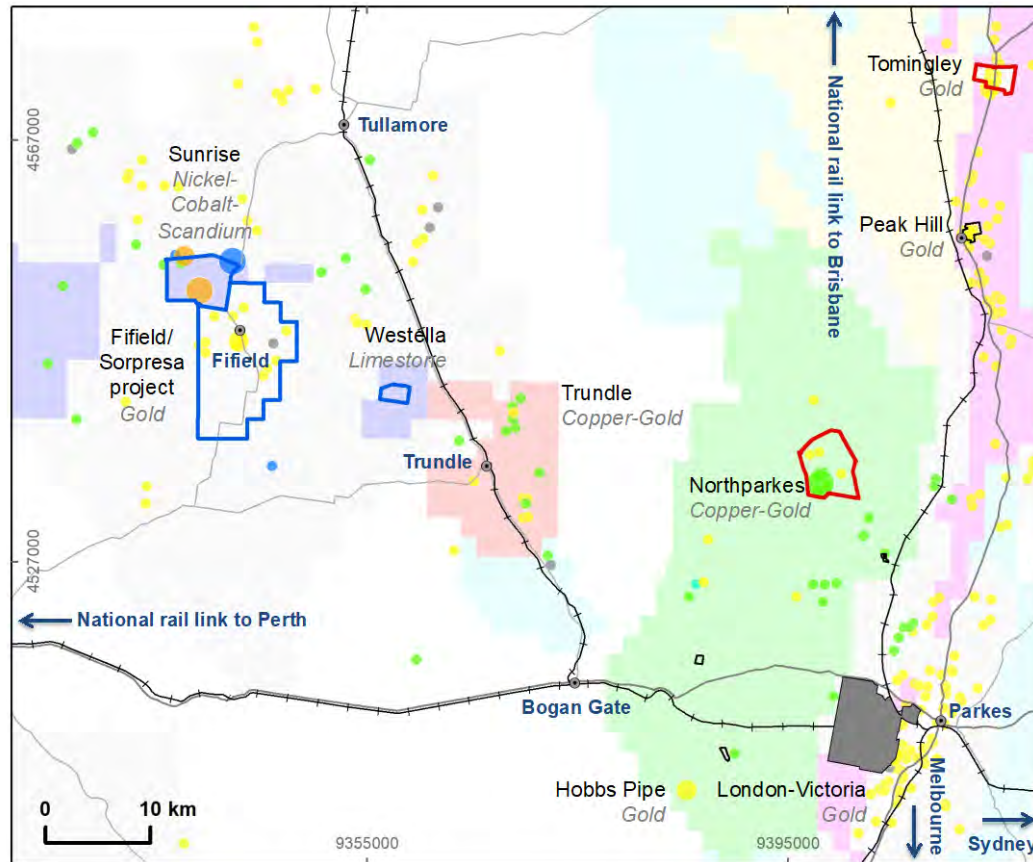 National rail link to Brisbane
Tomingley
Gold
Tullamore
4567000
Sunrise
Nickel-
Cobalt-
Scandium
Peak Hill
Gold
Fifield/
Sorpresa
project
Gold
Fifield
Westella
Limestone
Trundle
Copper-Gold
Trundle
Northparkes
Copper-Gold
4527000
National rail link to Perth
Bogan Gate
Parkes
Hobbs Pipe
Gold
London-Victoria
Gold
Melbourne
Sydney
0 10 km
9355000
9395000